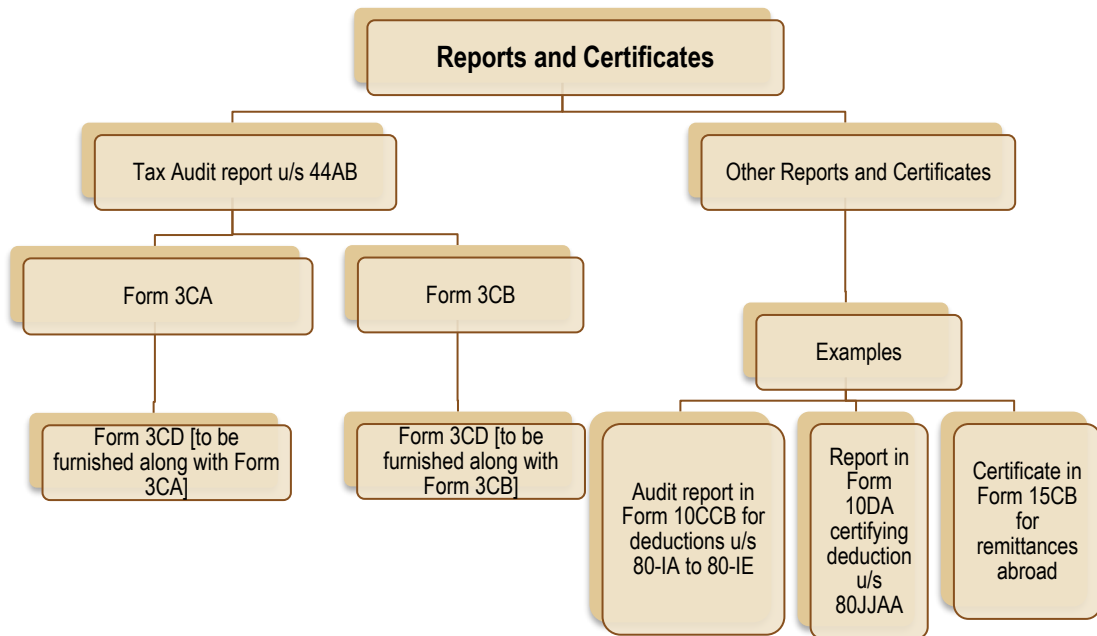 Reports and Certificates
Tax Audit report u/s 44AB
Other Reports and Certificates
Form 3CA
Form 3CB
Examples
Form 3CD [to be
furnished along with Form
3CA]
Form 3CD [to be
furnished along with
Form 3CB]
Audit report in
Form 10CCB for
deductions u/s
80-IA to 80-IE
Report in
Form
10DA
certifying
deduction
u/s
80JJAA
Certificate in
Form 15CB
for
remittances
abroad